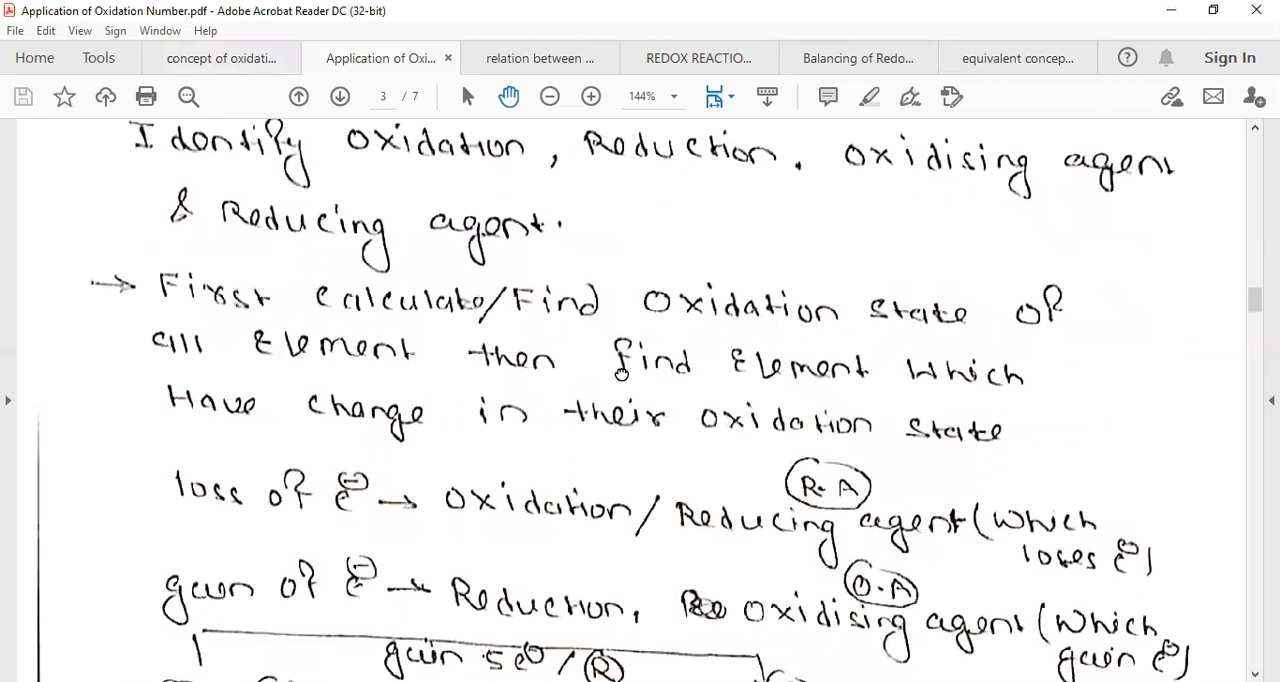 Application of Oxidation Number.pdf - Adobe Acrobat Reader DC (32-bit)
File Edit View Sign Window Help
Home Tools concept of oxidati... Application of Oxi... × relation between ... REDOX REACTIO... Balancing of Redo... equivalent concep... Sign In
3 / 7 144%
Identify oxidation, Reduction, oxidising agent
& Reducing agent.
→ First calculate/Find oxidation state of
all Element then find Element which
Have change in their oxidation state
R.A
loss of e⊖ → oxidation/Reducing agent (which
loses e⊖)
O.A
gain of e⊖ → Reduction, oxidising agent (which
gain e⊖)
gain 5e⊖/(R)